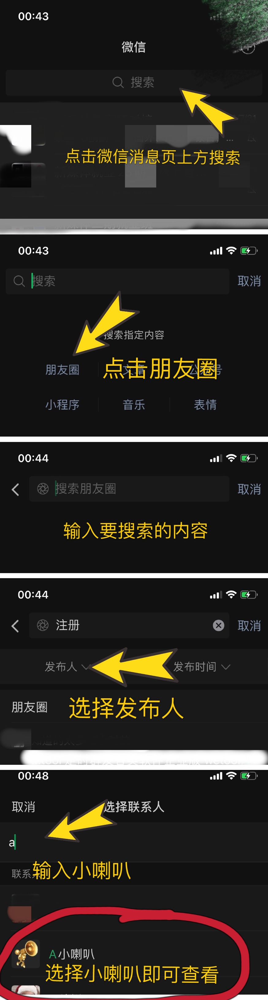 00:43
微信
搜索
点击微信消息页上方搜索
00:43
搜索
取消
搜索指定内容
朋友圈
文章
公众号
点击朋友圈
小程序
音乐
表情
00:44
搜索朋友圈
取消
输入要搜索的内容
00:44
注册
取消
发布人
发布时间
选择发布人
朋友圈
知道的太多
00:48
取消
选择联系人
a
联系人
输入小喇叭
A小喇叭
选择小喇叭即可查看